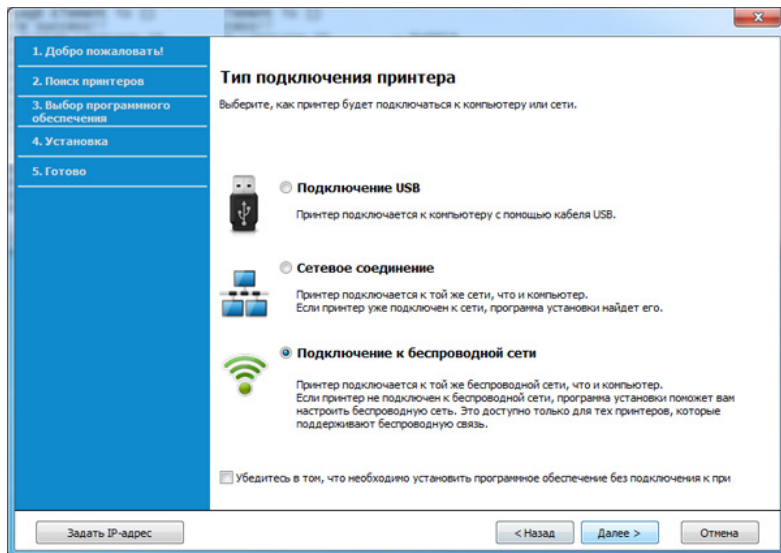 1. Добро пожаловать!
2. Поиск принтеров
3. Выбор программного
обеспечения
4. Установка
5. Готово
Тип подключения принтера
Выберите, как принтер будет подключаться к компьютеру или сети.
Подключение USB
Принтер подключается к компьютеру с помощью кабеля USB.
Сетевое соединение
Принтер подключается к той же сети, что и компьютер.
Если принтер уже подключен к сети, программа установки найдет его.
Подключение к беспроводной сети
Принтер подключается к той же беспроводной сети, что и компьютер.
Если принтер не подключен к беспроводной сети, программа установки поможет вам
настроить беспроводную сеть. Это доступно только для тех принтеров, которые
поддерживают беспроводную связь.
Убедитесь в том, что необходимо установить программное обеспечение без подключения к при
Задать IP-адрес
< Назад
Далее >
Отмена